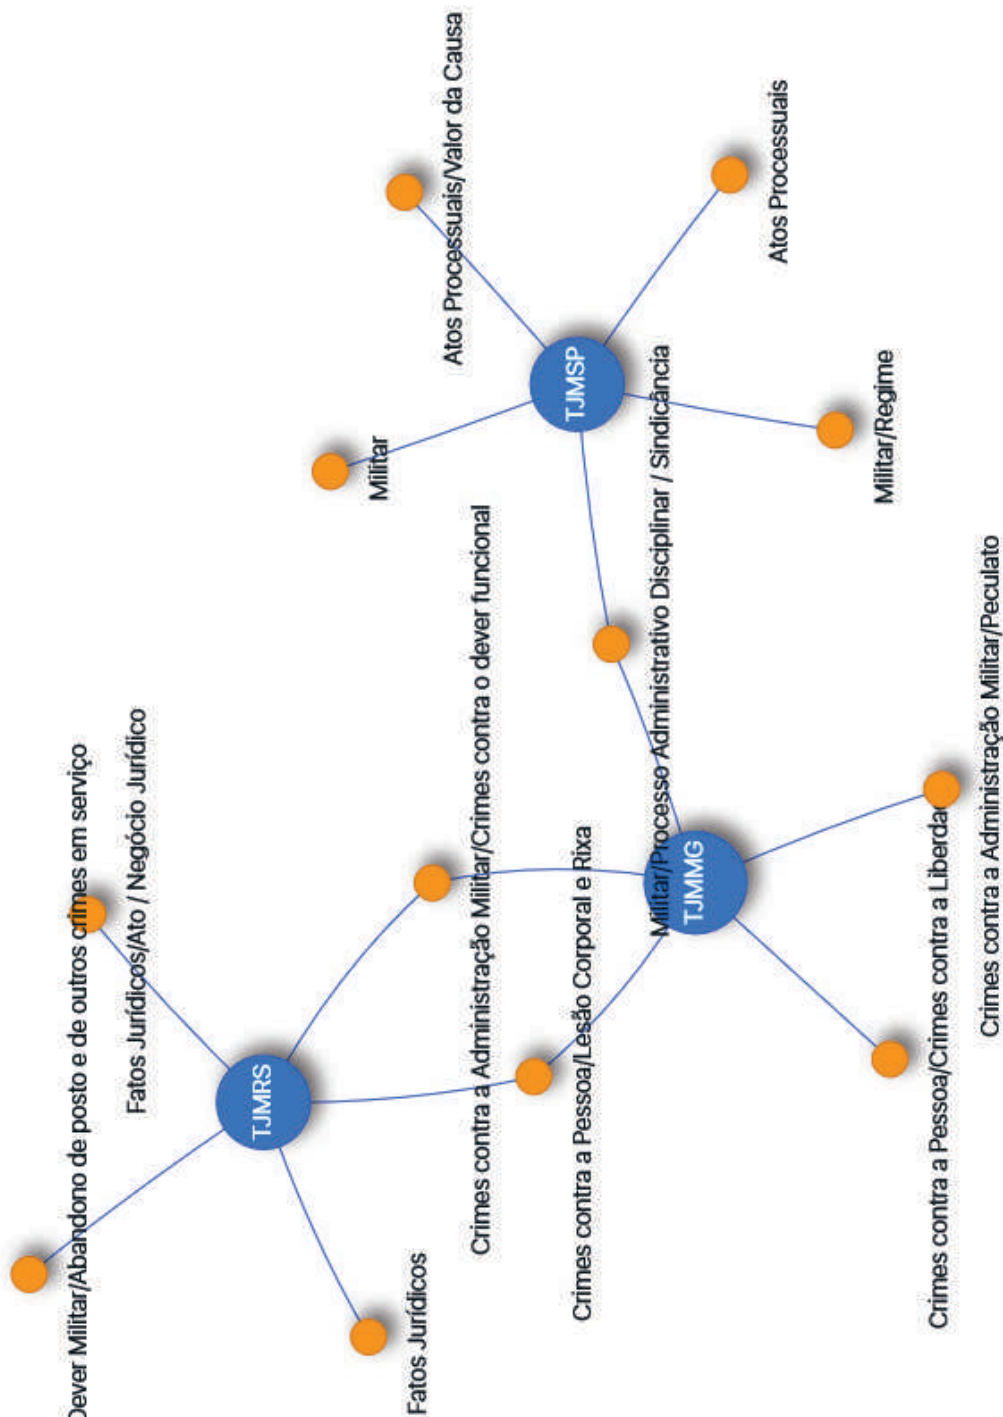 Dever Militar/Abandono de posto e de outros crimes em serviço
Fatos Jurídicos/Ato / Negócio Jurídico
TJMRS
Fatos Jurídicos
Crimes contra a Administração Militar/Crimes contra o dever funcional
Crimes contra a Pessoa/Lesão Corporal e Rixa
Militar
Atos Processuais/Valor da Causa
TJMSP
Atos Processuais
Militar/Regime
Militar/Processo Administrativo Disciplinar / Sindicância
TJMMG
Crimes contra a Pessoa/Crimes contra a Liberdad
Crimes contra a Administração Militar/Peculato